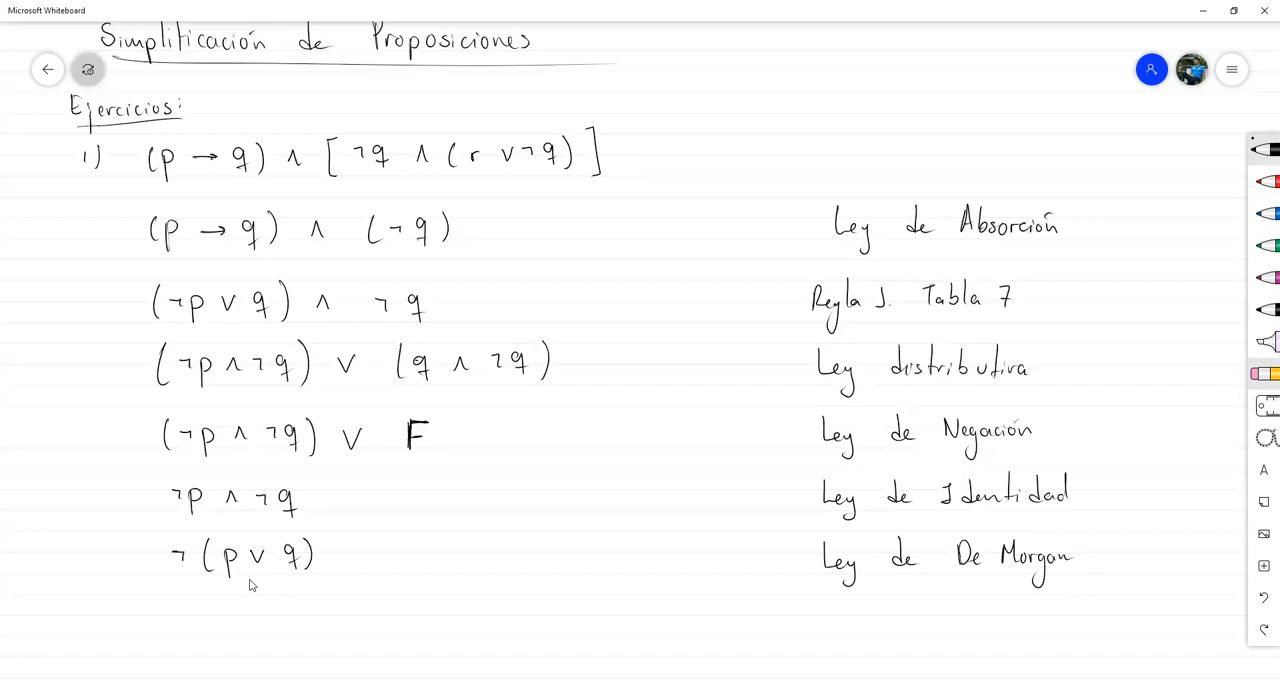 Microsoft Whiteboard
Simplificación de Proposiciones
Ejercicios:
1) (p → q) ∧ [ ¬q ∧ (r ∨ ¬q) ]
(p → q) ∧ (¬q) Ley de Absorción
(¬p ∨ q) ∧ ¬q Regla 1. Tabla 7
(¬p ∧ ¬q) ∨ (q ∧ ¬q) Ley distributiva
(¬p ∧ ¬q) ∨ F Ley de Negación
¬p ∧ ¬q Ley de Identidad
¬(p ∨ q) Ley de De Morgan
A